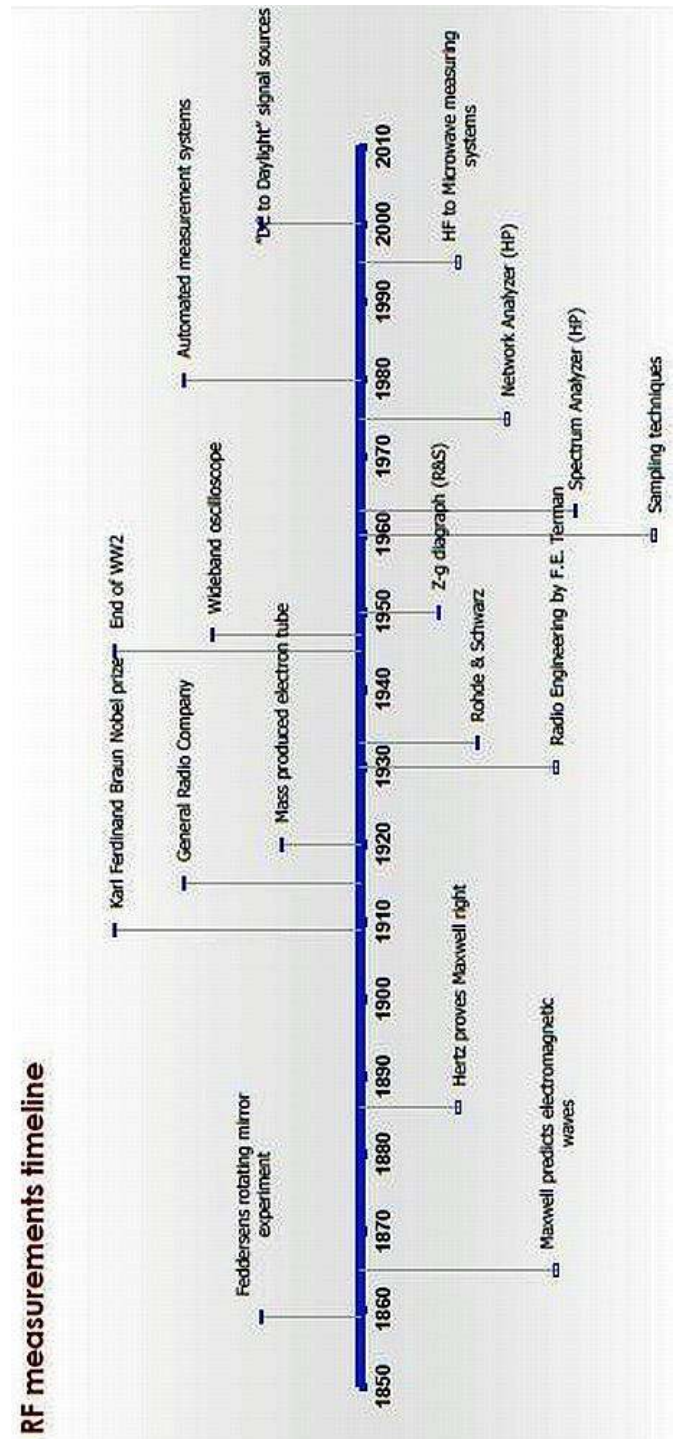 RF measurements timeline
Karl Ferdinand Braun Nobel prize
End of WW2
General Radio Company
Automated measurement systems
Wideband oscilloscope
Feddersens rotating mirror
experiment
Mass produced electron tube
"DC to Daylight" signal sources
1850
1860
1870
1880
1890
1900
1910
1920
1930
1940
1950
1960
1970
1980
1990
2000
2010
Hertz proves Maxwell right
Z-g diagraph (R&S)
HF to Microwave measuring
systems
Rohde & Schwarz
Network Analyzer (HP)
Maxwell predicts electromagnetic
waves
Radio Engineering by F.E. Terman
Spectrum Analyzer (HP)
Sampling techniques